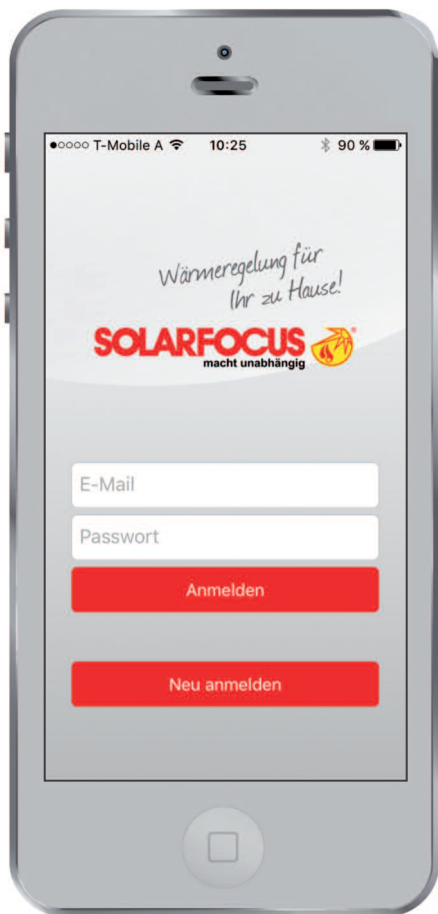 T-Mobile A 10:25 90 %
Wärmeregelung für
Ihr zu Hause!
SOLARFOCUS®
macht unabhängig
E-Mail
Passwort
Anmelden
Neu anmelden